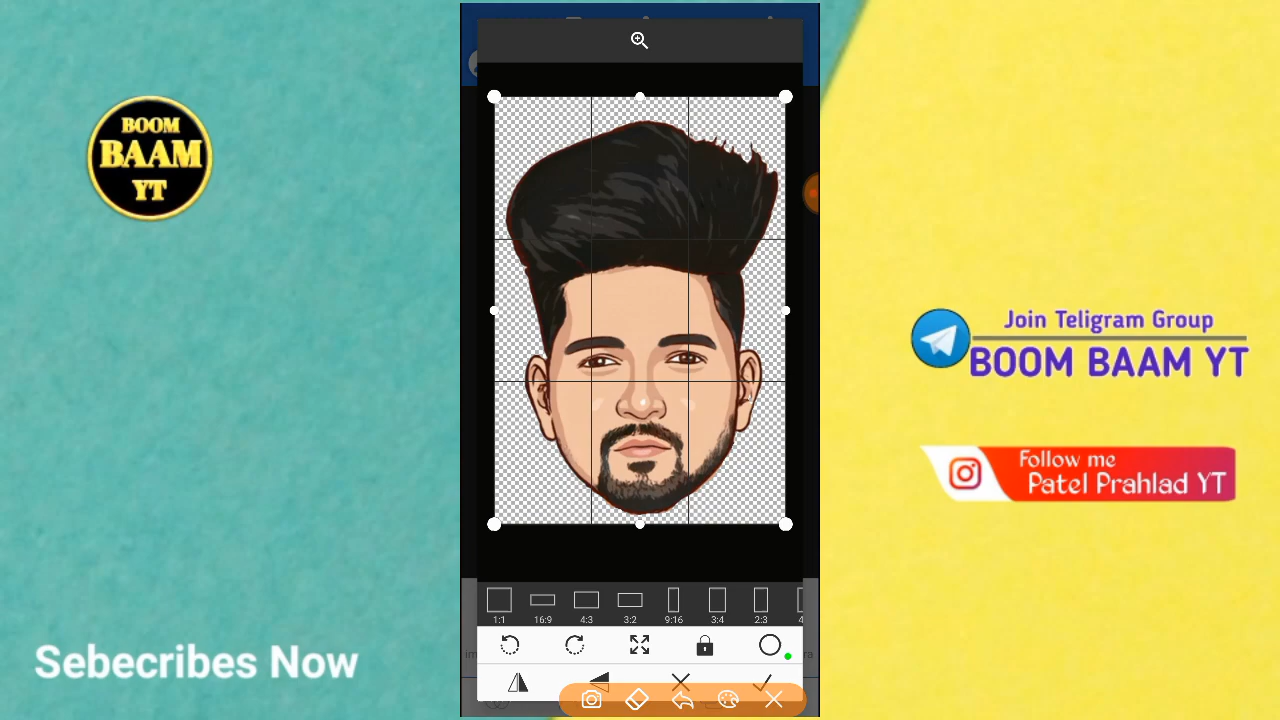 BOOM
BAAM
YT
Join Teligram Group
BOOM BAAM YT
Follow me
Patel Prahlad YT
1:1
16:9
4:3
3:2
9:16
3:4
2:3
Sebecribes Now